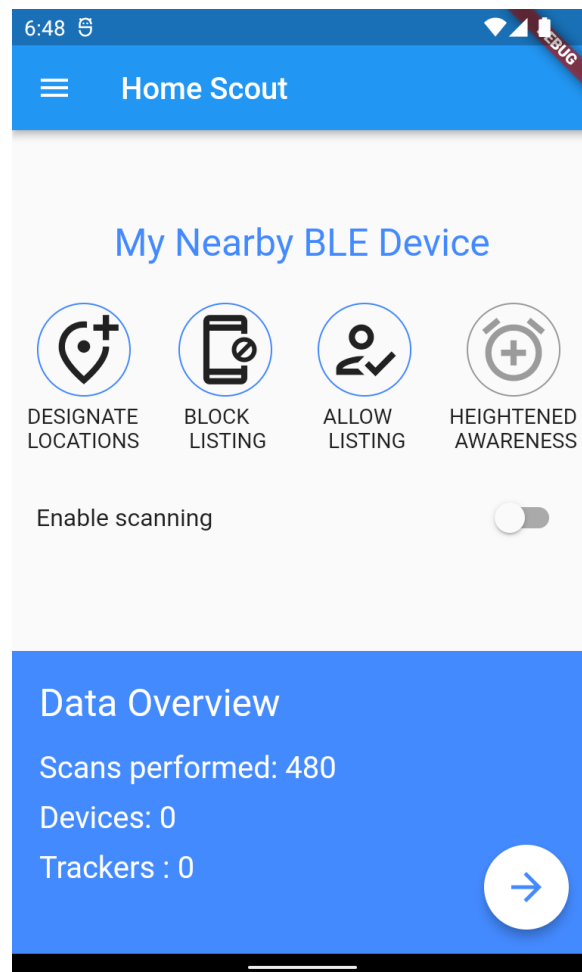 6:48
DEBUG
Home Scout
My Nearby BLE Device
DESIGNATE LOCATIONS
BLOCK LISTING
ALLOW LISTING
HEIGHTENED AWARENESS
Enable scanning
Data Overview
Scans performed: 480
Devices: 0
Trackers : 0